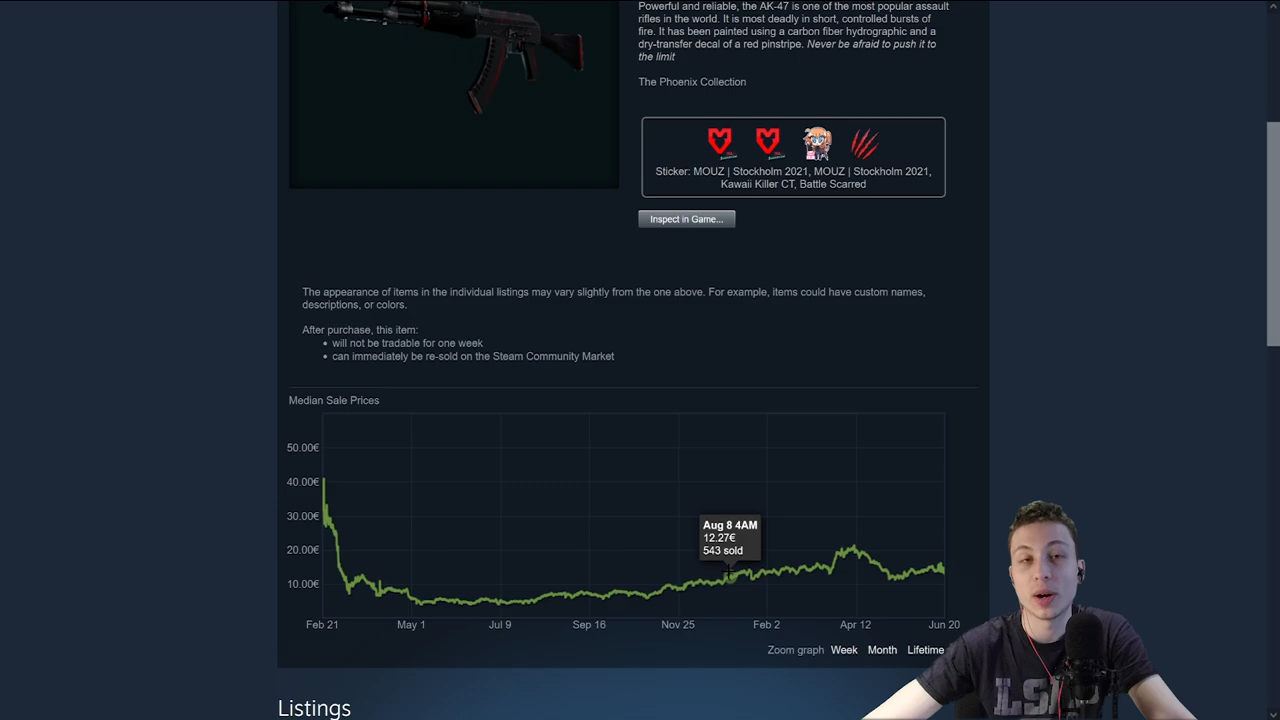 Powerful and reliable, the AK-47 is one of the most popular assault
rifles in the world. It is most deadly in short, controlled bursts of
fire. It has been painted using a carbon fiber hydrographic and a
dry-transfer decal of a red pinstripe. Never be afraid to push it to
the limit
The Phoenix Collection
Sticker: MOUZ | Stockholm 2021, MOUZ | Stockholm 2021,
Kawaii Killer CT, Battle Scarred
Inspect in Game...
The appearance of items in the individual listings may vary slightly from the one above. For example, items could have custom names,
descriptions, or colors.
After purchase, this item:
• will not be tradable for one week
• can immediately be re-sold on the Steam Community Market
Median Sale Prices
50.00€
40.00€
30.00€
20.00€
10.00€
Aug 8 4AM
12.27€
543 sold
Feb 21 May 1 Jul 9 Sep 16 Nov 25 Feb 2 Apr 12 Jun 20
Zoom graph Week Month Lifetime
Listings